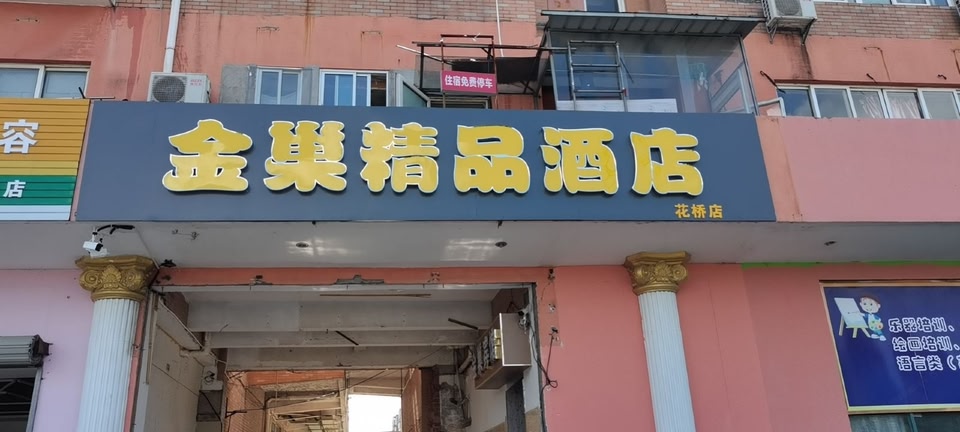 住宿免费停车
容
店
金巢精品酒店
花桥店
乐器培训、
绘画培训、
语言类（